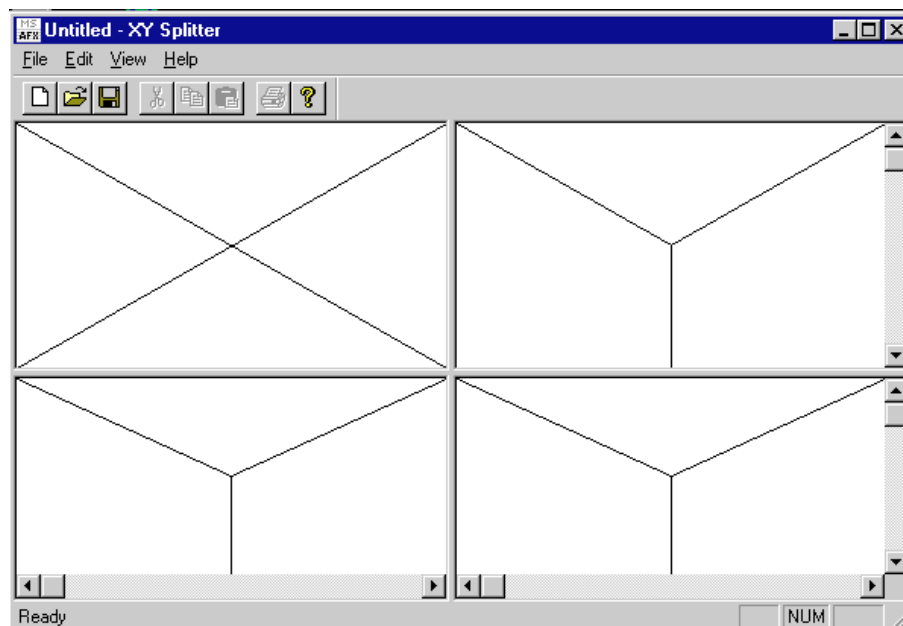 MS
AFX
Untitled - XY Splitter
File Edit View Help
Ready
NUM